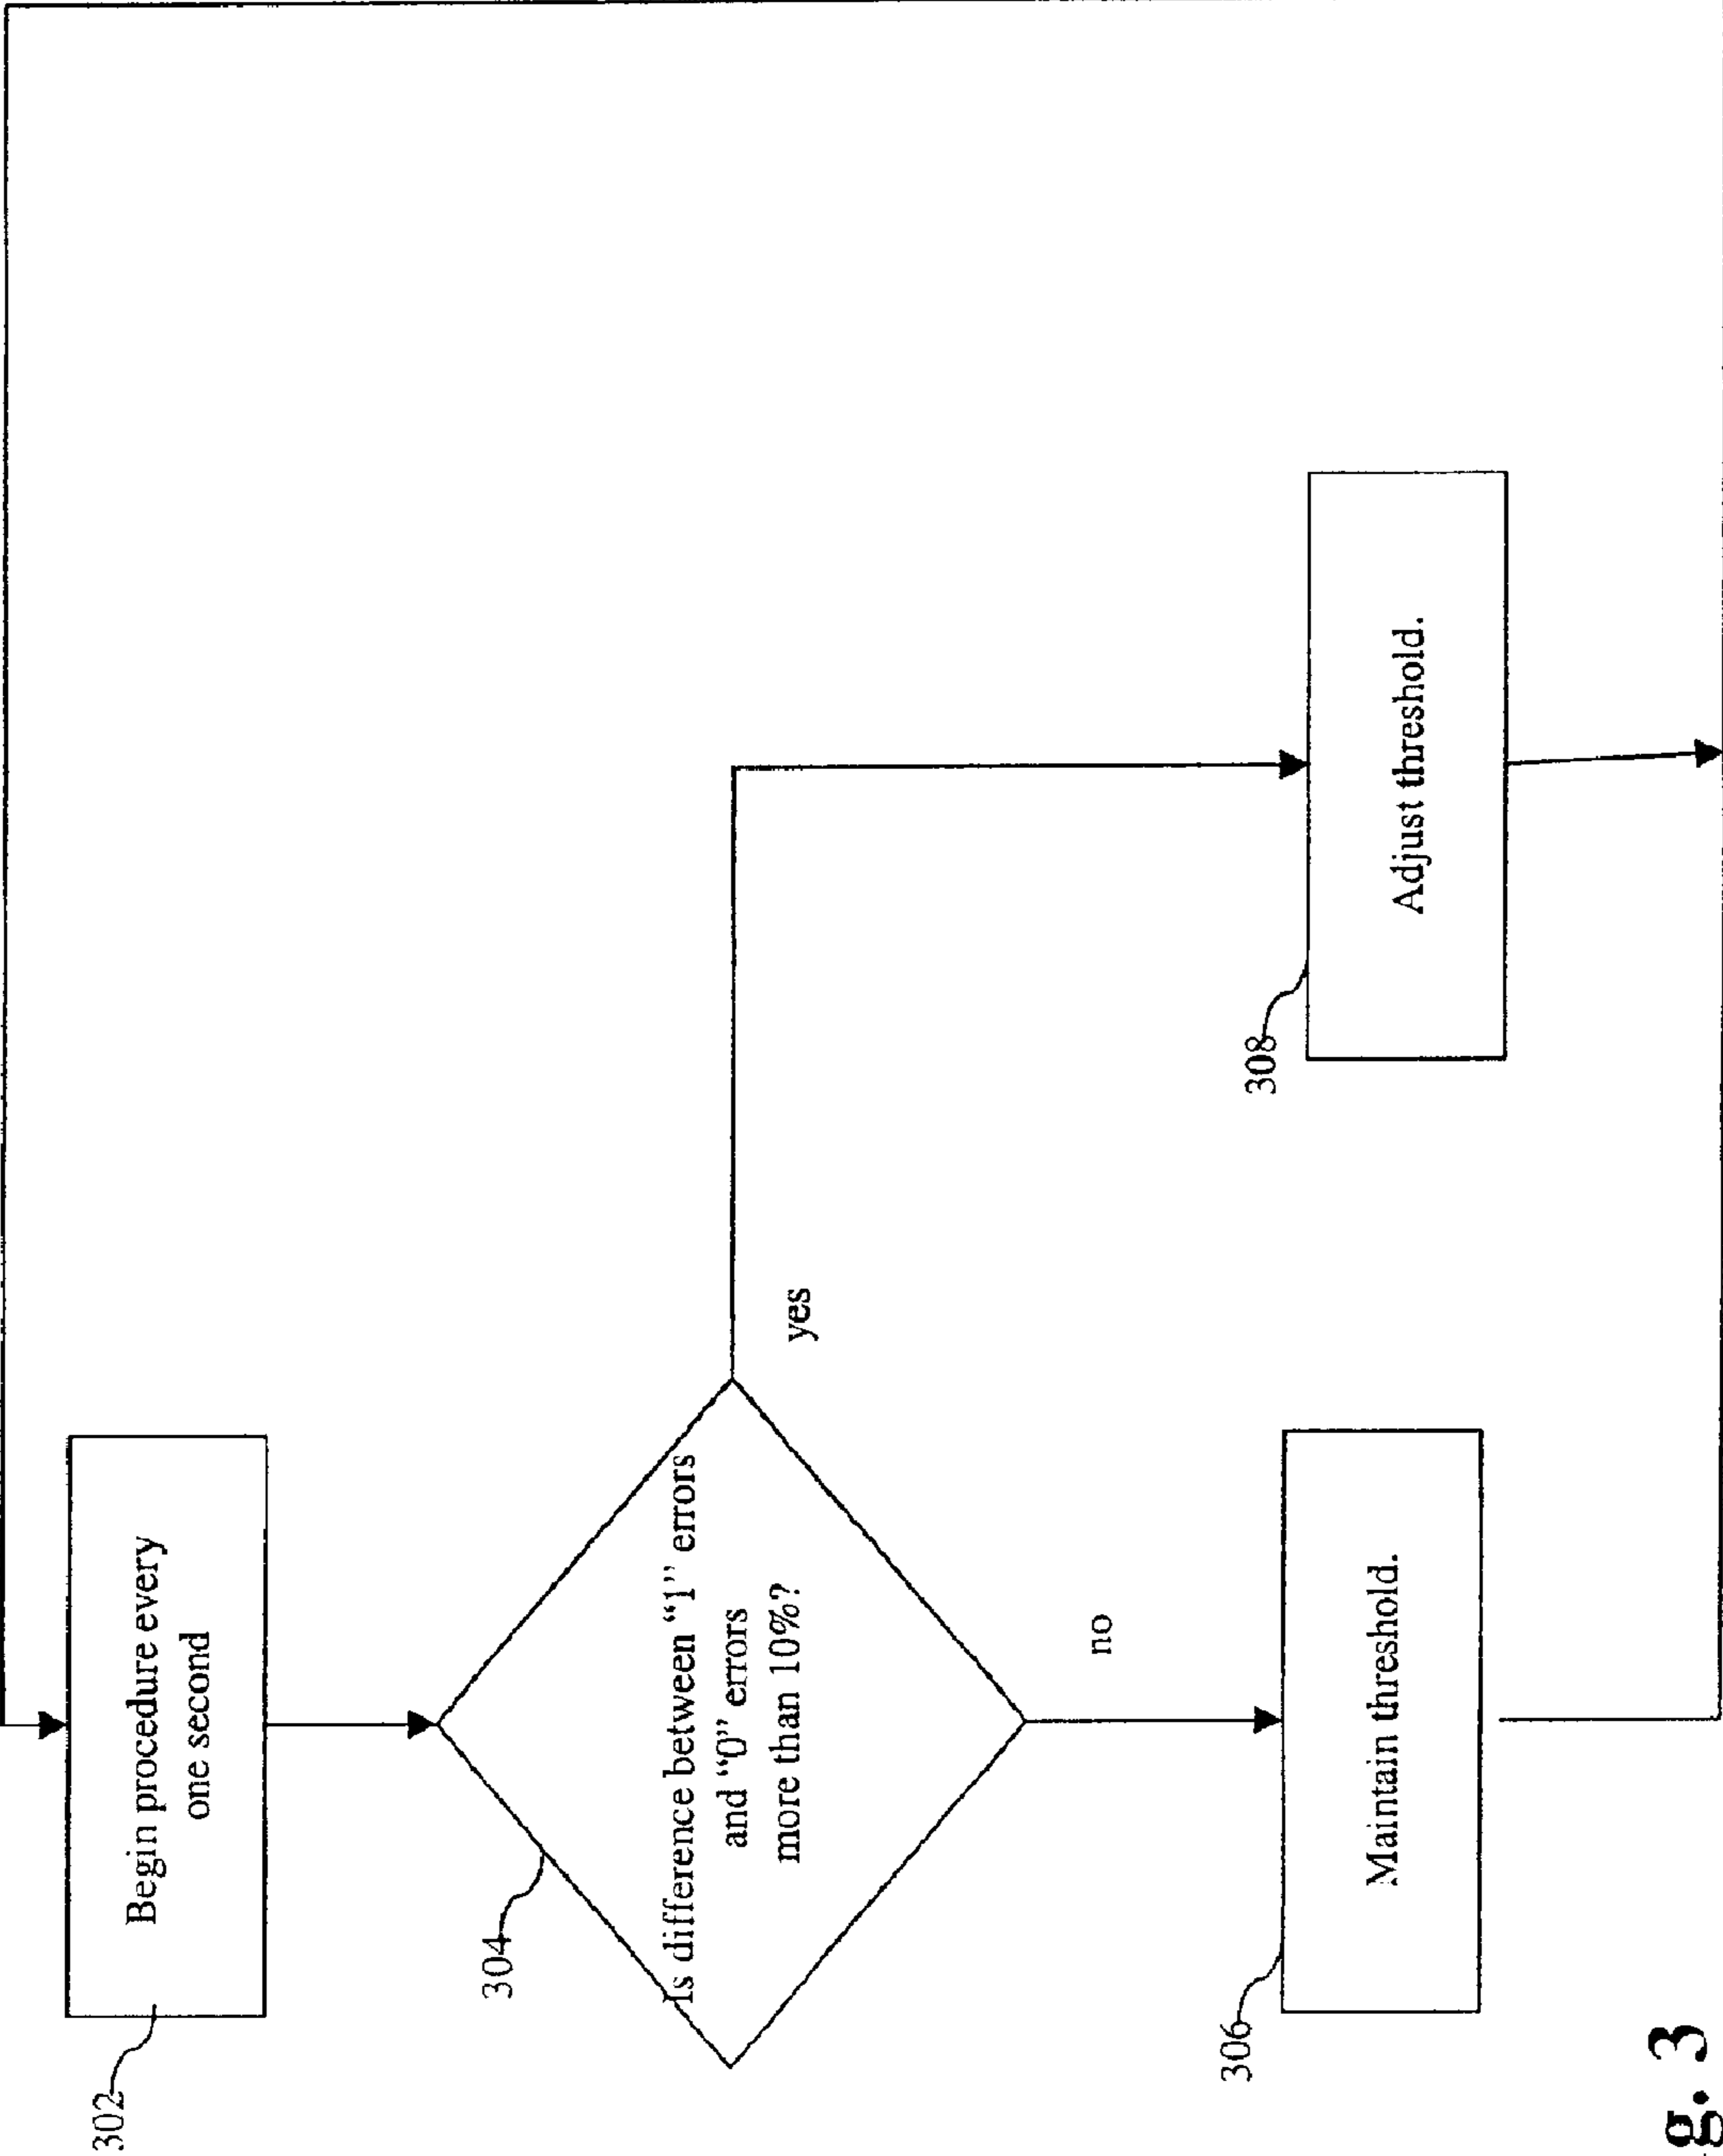 302
Begin procedure every
one second
304
Is difference between “1” errors
and “0” errors
more than 10%?
yes
no
306
Maintain threshold.
308
Adjust threshold.
g. 3